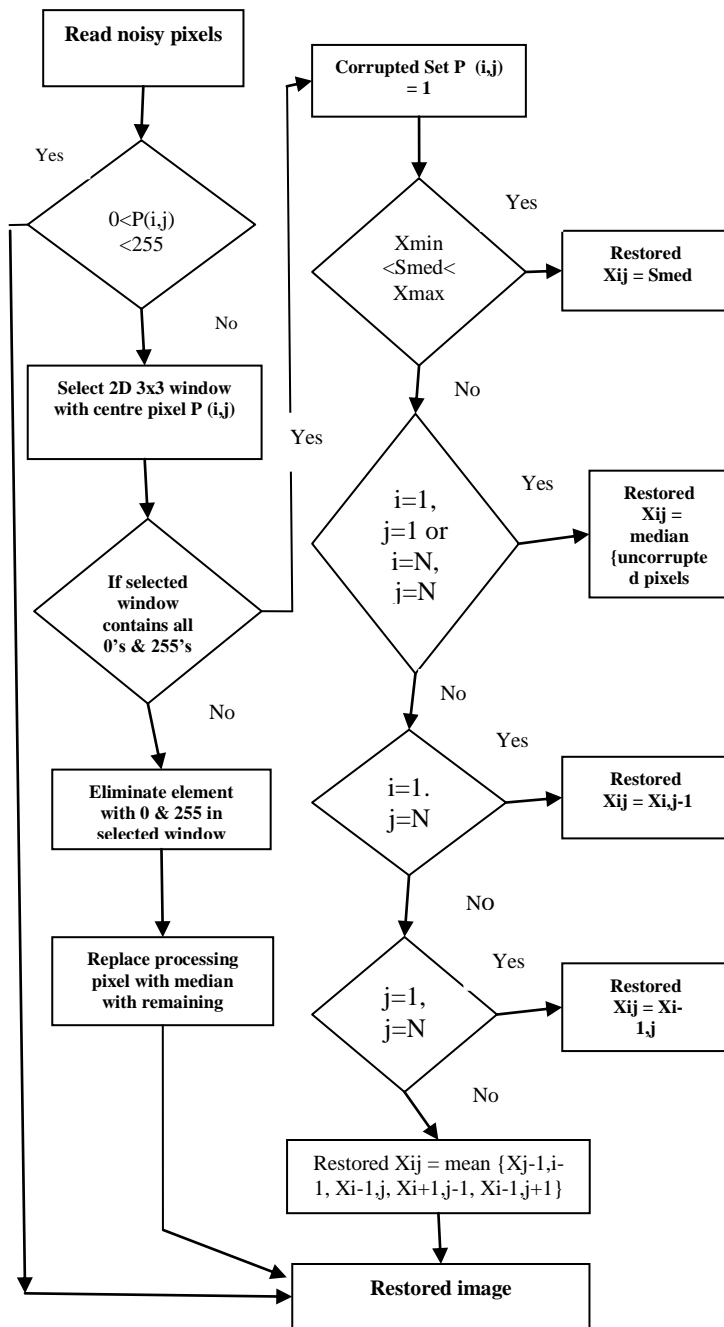 Read noisy pixels
Yes
0<P(i,j)
<255
No
Select 2D 3x3 window
with centre pixel P (i,j)
Yes
If selected
window
contains all
0's & 255's
No
Eliminate element
with 0 & 255 in
selected window
Replace processing
pixel with median
with remaining
Corrupted Set P (i,j)
= 1
Yes
Xmin
<Smed<
Xmax
Restored
Xij = Smed
No
i=1,
j=1 or
i=N,
j=N
Yes
Restored
Xij =
median
{uncorrupte
d pixels
No
Yes
i=1.
j=N
Restored
Xij = Xi,j-1
NO
Yes
j=1,
j=N
Restored
Xij = Xi-
1,j
No
Restored Xij = mean {Xj-1,i-
1, Xi-1,j, Xi+1,j-1, Xi-1,j+1}
Restored image